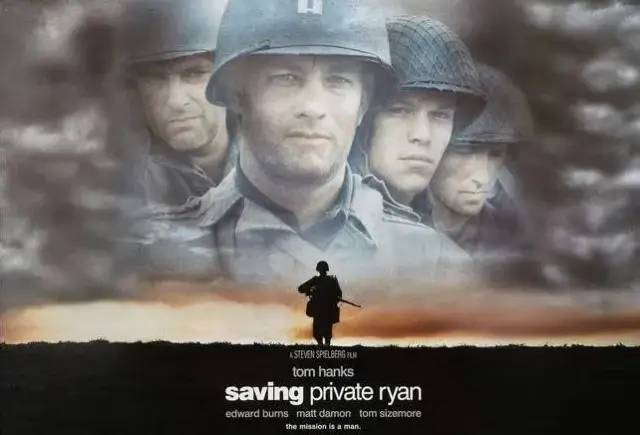 A STEVEN SPIELBERG FILM
tom hanks
saving private ryan
edward burns matt damon tom sizemore
the mission is a man.